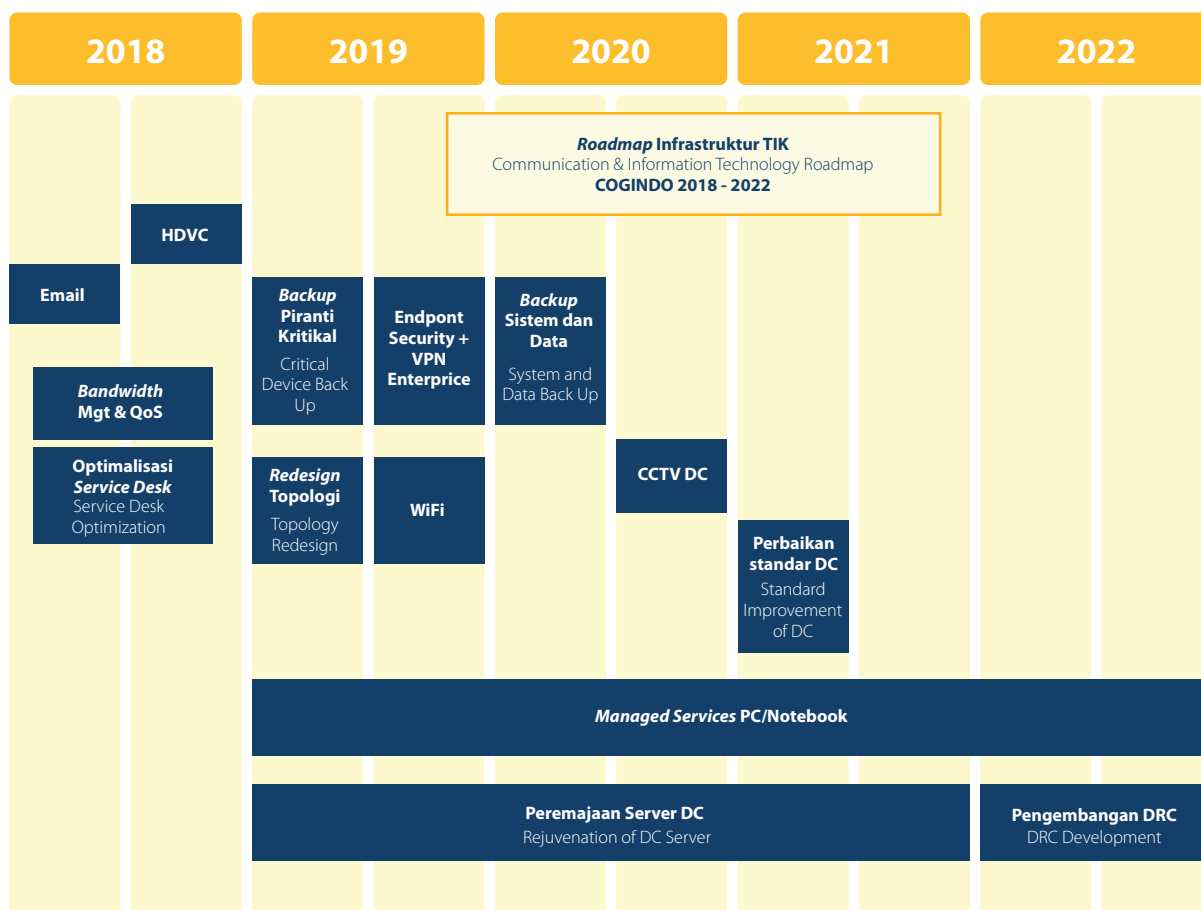 2018
2019
2020
2021
2022
Roadmap Infrastruktur TIK
Communication & Information Technology Roadmap
COGINDO 2018 - 2022
HDVC
Email
Backup
Piranti
Kritikal
Critical
Device Back
Up
Endpont
Security +
VPN
Enterprice
Backup
Sistem dan
Data
System and
Data Back Up
Bandwidth
Mgt & QoS
Optimalisasi
Service Desk
Service Desk
Optimization
Redesign
Topologi
Topology
Redesign
WiFi
CCTV DC
Perbaikan
standar DC
Standard
Improvement
of DC
Managed Services PC/Notebook
Peremajaan Server DC
Rejuvenation of DC Server
Pengembangan DRC
DRC Development